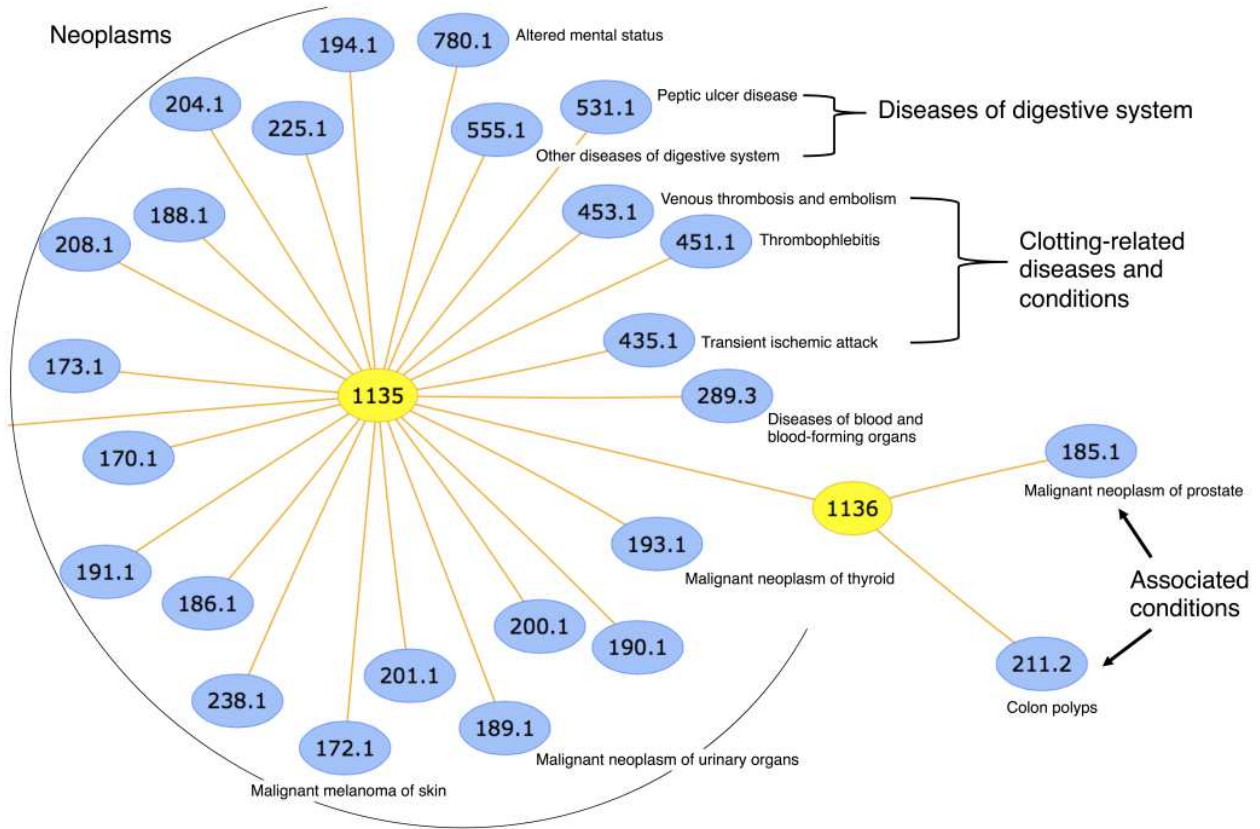 Neoplasms
194.1
780.1
Altered mental status
204.1
225.1
555.1
531.1
Peptic ulcer disease
Other diseases of digestive system
Diseases of digestive system
188.1
208.1
453.1
Venous thrombosis and embolism
451.1
Thrombophlebitis
Clotting-related
diseases and
conditions
435.1
Transient ischemic attack
173.1
1135
289.3
Diseases of blood and
blood-forming organs
170.1
185.1
Malignant neoplasm of prostate
1136
193.1
Malignant neoplasm of thyroid
191.1
186.1
Associated
conditions
200.1
190.1
211.2
Colon polyps
238.1
201.1
189.1
Malignant neoplasm of urinary organs
172.1
Malignant melanoma of skin